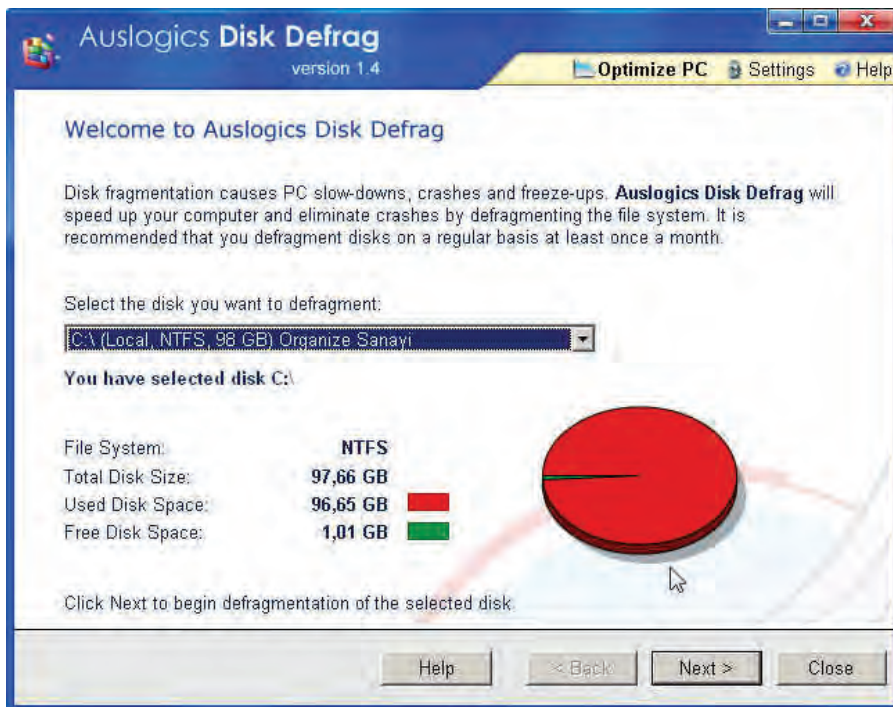 Auslogics Disk Defrag
version 1.4
Optimize PC Settings Help
Welcome to Auslogics Disk Defrag
Disk fragmentation causes PC slow-downs, crashes and freeze-ups. Auslogics Disk Defrag will
speed up your computer and eliminate crashes by defragmenting the file system. It is
recommended that you defragment disks on a regular basis at least once a month.
Select the disk you want to defragment:
C:\ (Local, NTFS, 98 GB) Organize Sanayi
You have selected disk C:\
File System: NTFS
Total Disk Size: 97,66 GB
Used Disk Space: 96,65 GB
Free Disk Space: 1,01 GB
Click Next to begin defragmentation of the selected disk
Help < Back Next > Close